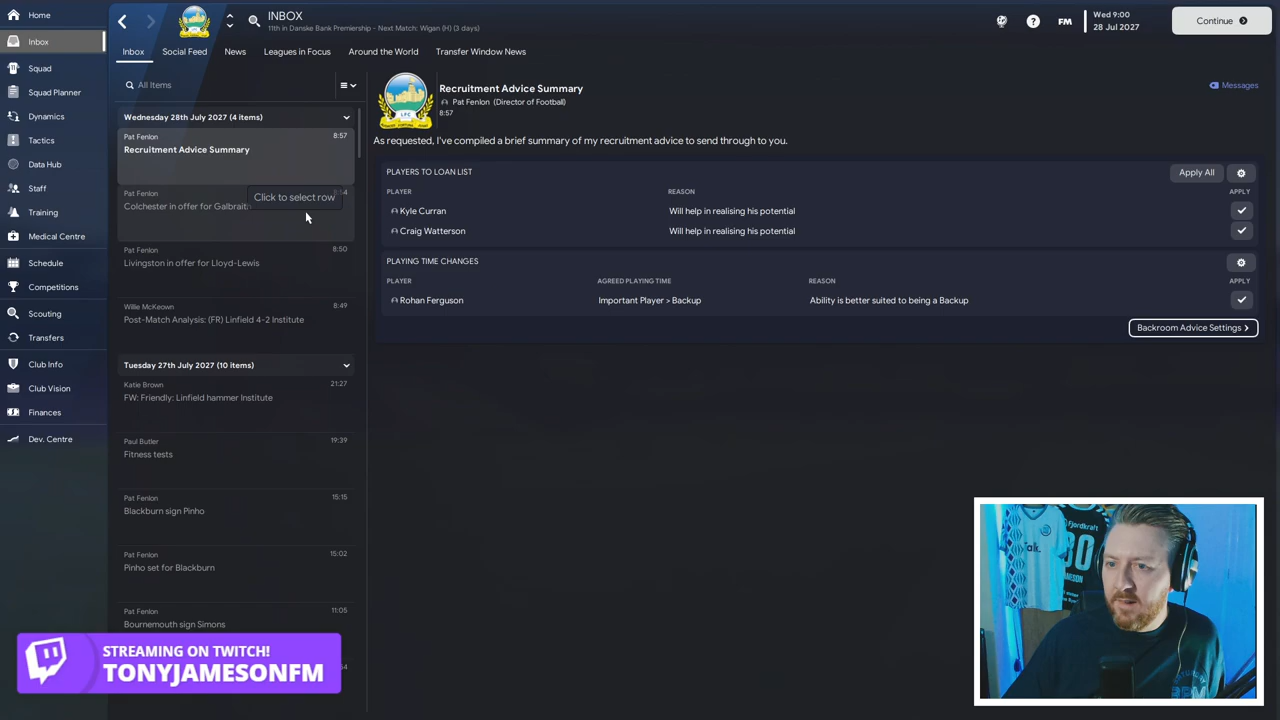 Home
Inbox
Squad
Squad Planner
Dynamics
Tactics
Data Hub
Staff
Training
Medical Centre
Schedule
Competitions
Scouting
Transfers
Club Info
Club Vision
Finances
Dev. Centre
INBOX
11th in Danske Bank Premiership - Next Match: Wigan (H) (3 days)
FM
Wed 9:00
28 Jul 2027
Continue
Inbox
Social Feed
News
Leagues in Focus
Around the World
Transfer Window News
All Items
Wednesday 28th July 2027 (4 items)
Pat Fenlon
8:57
Recruitment Advice Summary
Click to select row
Pat Fenlon
Colchester in offer for Galbraith
Pat Fenlon
8:50
Livingston in offer for Lloyd-Lewis
Willie McKeown
8:49
Post-Match Analysis: (FR) Linfield 4-2 Institute
Tuesday 27th July 2027 (10 items)
Katie Brown
21:27
FW: Friendly: Linfield hammer Institute
Paul Butler
19:39
Fitness tests
Pat Fenlon
15:15
Blackburn sign Pinho
Pat Fenlon
15:02
Pinho set for Blackburn
Pat Fenlon
11:05
Bournemouth sign Simons
Recruitment Advice Summary
Pat Fenlon (Director of Football)
8:57
Messages
As requested, I've compiled a brief summary of my recruitment advice to send through to you.
PLAYERS TO LOAN LIST
Apply All
PLAYER REASON APPLY
Kyle Curran Will help in realising his potential
Craig Watterson Will help in realising his potential
PLAYING TIME CHANGES
PLAYER AGREED PLAYING TIME REASON APPLY
Rohan Ferguson Important Player > Backup Ability is better suited to being a Backup
Backroom Advice Settings
STREAMING ON TWITCH!
TONYJAMESONFM
LFC
Fjordkraft